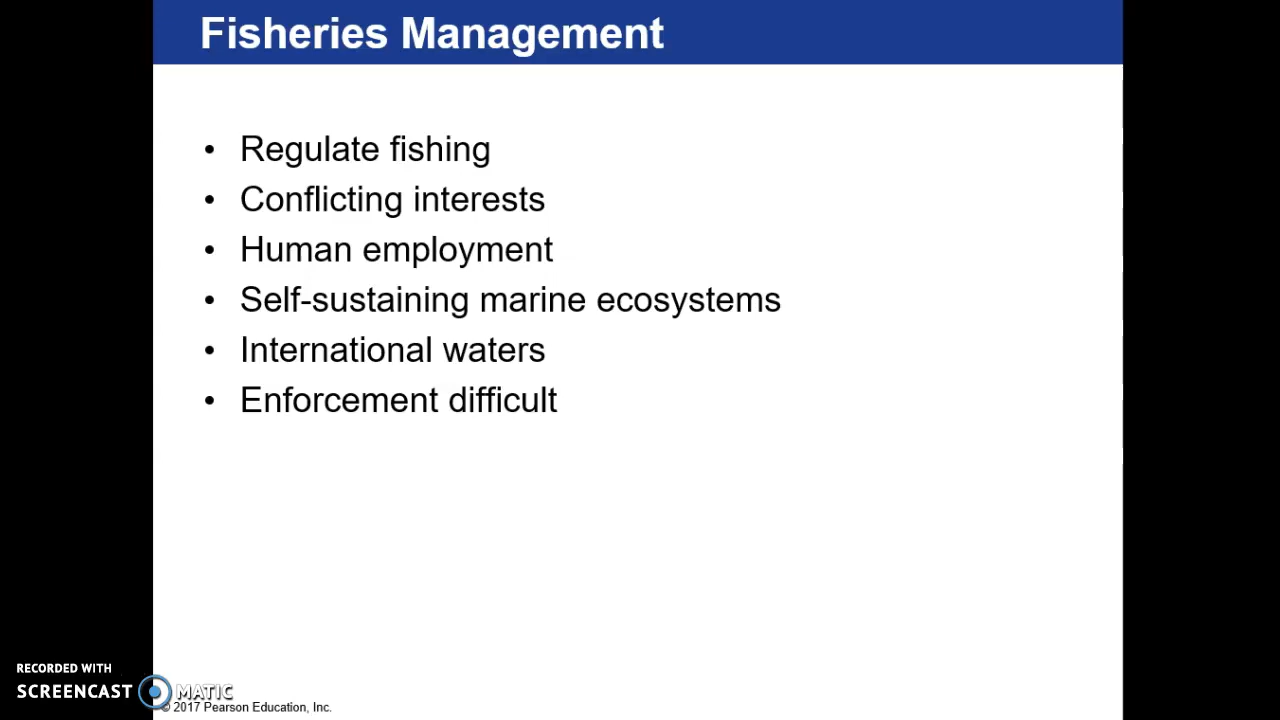 Fisheries Management
• Regulate fishing
• Conflicting interests
• Human employment
• Self-sustaining marine ecosystems
• International waters
• Enforcement difficult
RECORDED WITH
SCREENCAST MATIC
© 2017 Pearson Education, Inc.